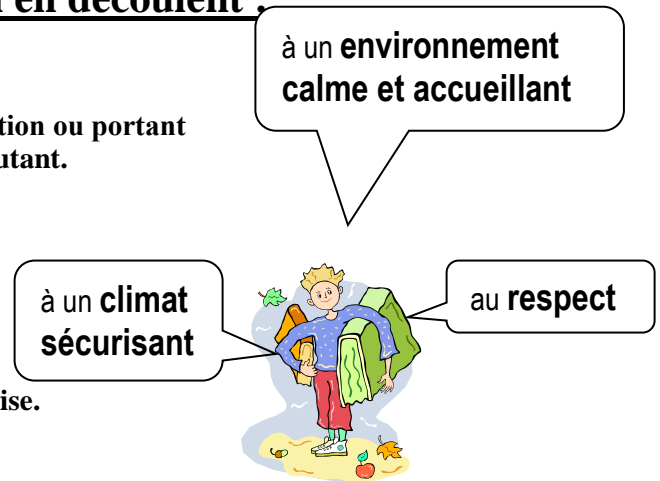 en découlent :
à un environnement
calme et accueillant
tion ou portant
utant.
à un climat
sécurisant
au respect
ise.